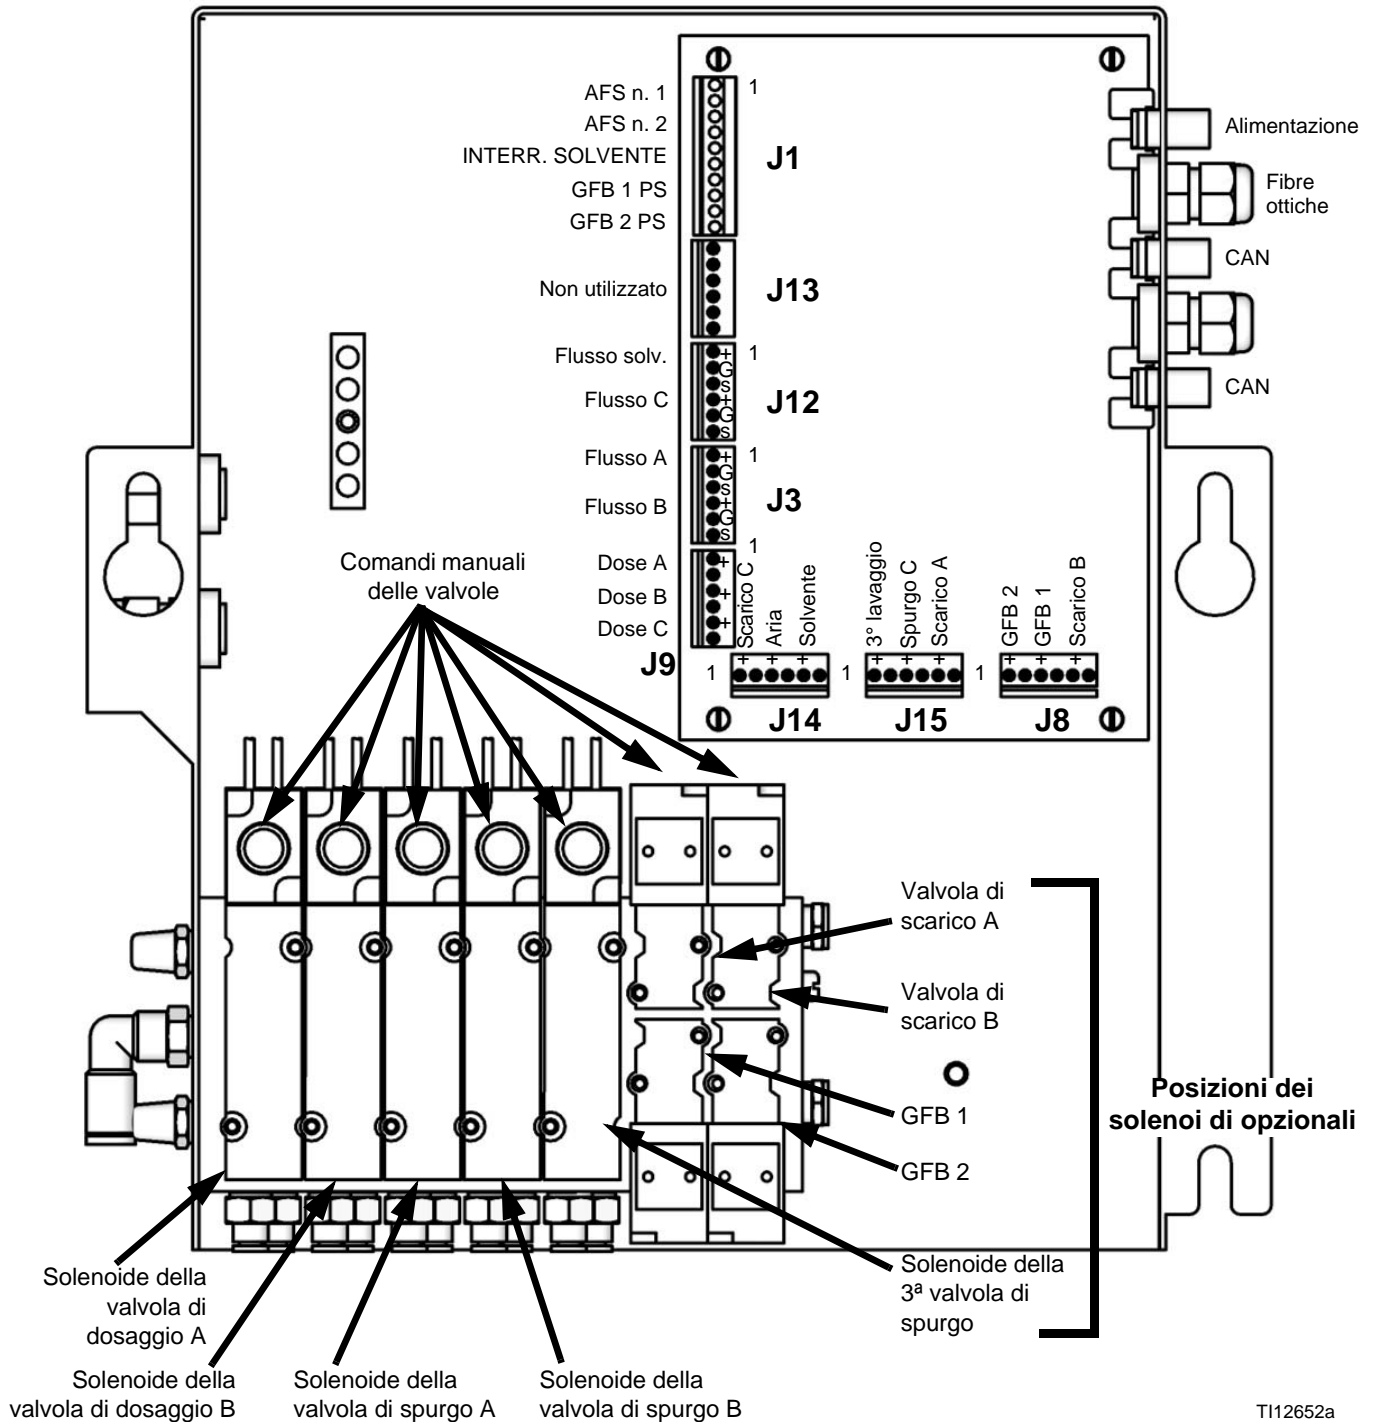 AFS n. 1
AFS n. 2
INTERR. SOLVENTE
GFB 1 PS
GFB 2 PS
1
J1
Non utilizzato
J13
Flusso solv.
Flusso C
+
G
s
+
G
s
1
J12
Flusso A
Flusso B
+
G
s
+
G
s
1
J3
Dose A
Dose B
Dose C
+
+
+
1
J9
Scarico C
Aria
Solvente
+
+
+
1
J14
3° lavaggio
Spurgo C
Scarico A
+
+
+
1
J15
GFB 2
GFB 1
Scarico B
+
+
+
1
J8
Alimentazione
Fibre
ottiche
CAN
CAN
Comandi manuali
delle valvole
Valvola di
scarico A
Valvola di
scarico B
GFB 1
GFB 2
Posizioni dei
solenoi di opzionali
Solenoide della
3ª valvola di
spurgo
Solenoide della
valvola di
dosaggio A
Solenoide della
valvola di dosaggio B
Solenoide della
valvola di spurgo A
Solenoide della
valvola di spurgo B
TI12652a